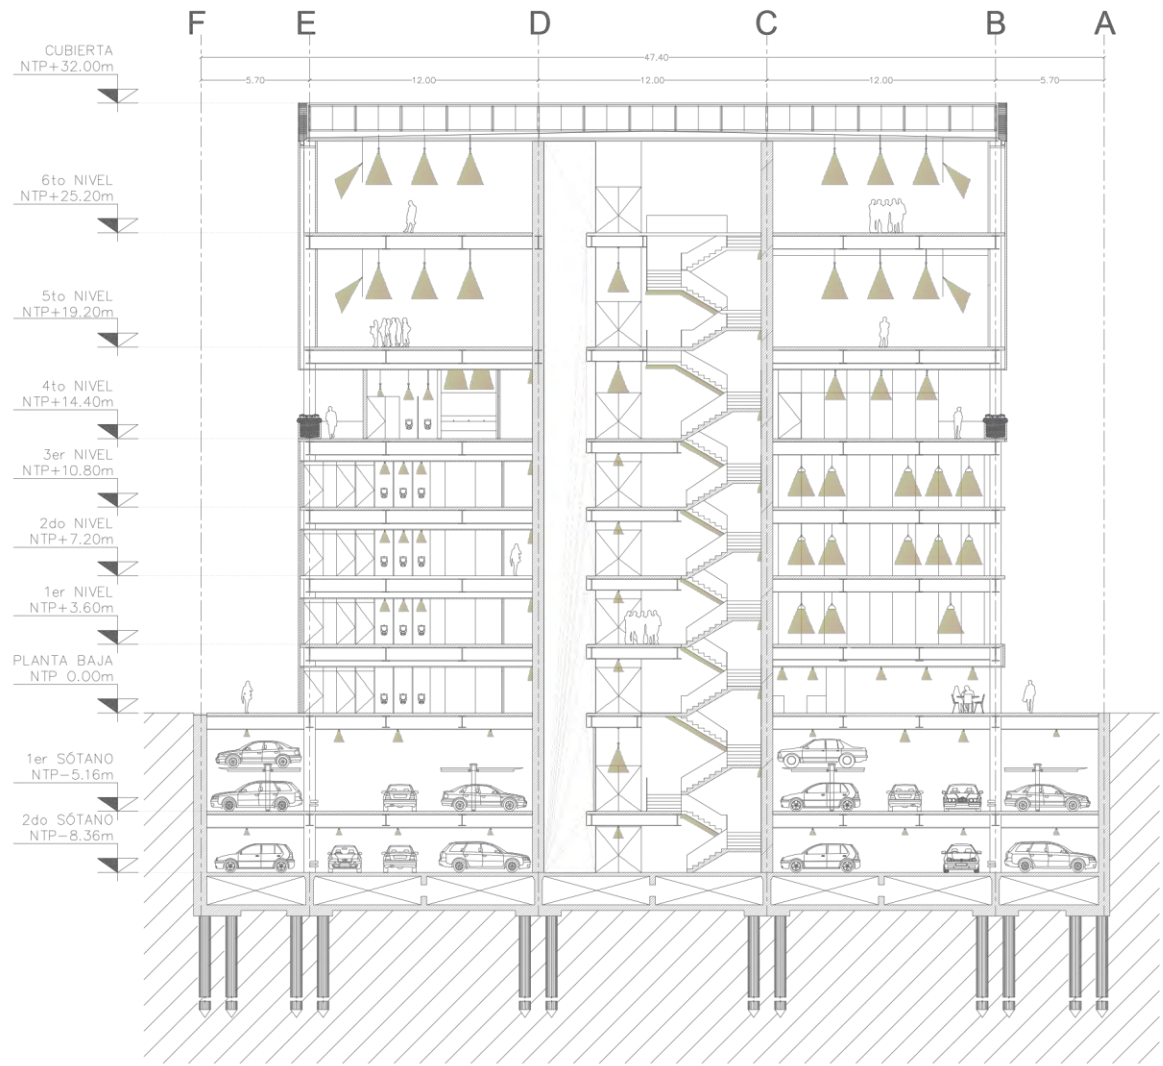 F E D C B A
47.40
5.70 12.00 12.00 12.00 5.70
CUBIERTA
NTP+32.00m
6to NIVEL
NTP+25.20m
5to NIVEL
NTP+19.20m
4to NIVEL
NTP+14.40m
3er NIVEL
NTP+10.80m
2do NIVEL
NTP+7.20m
1er NIVEL
NTP+3.60m
PLANTA BAJA
NTP 0.00m
1er SÓTANO
NTP-5.16m
2do SÓTANO
NTP-8.36m